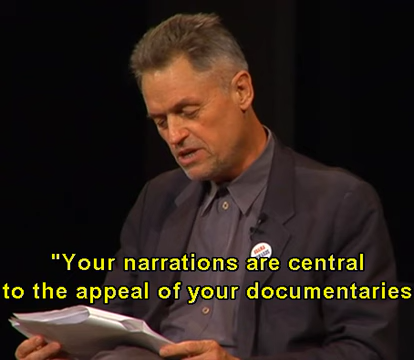 "Your narrations are central
to the appeal of your documentaries